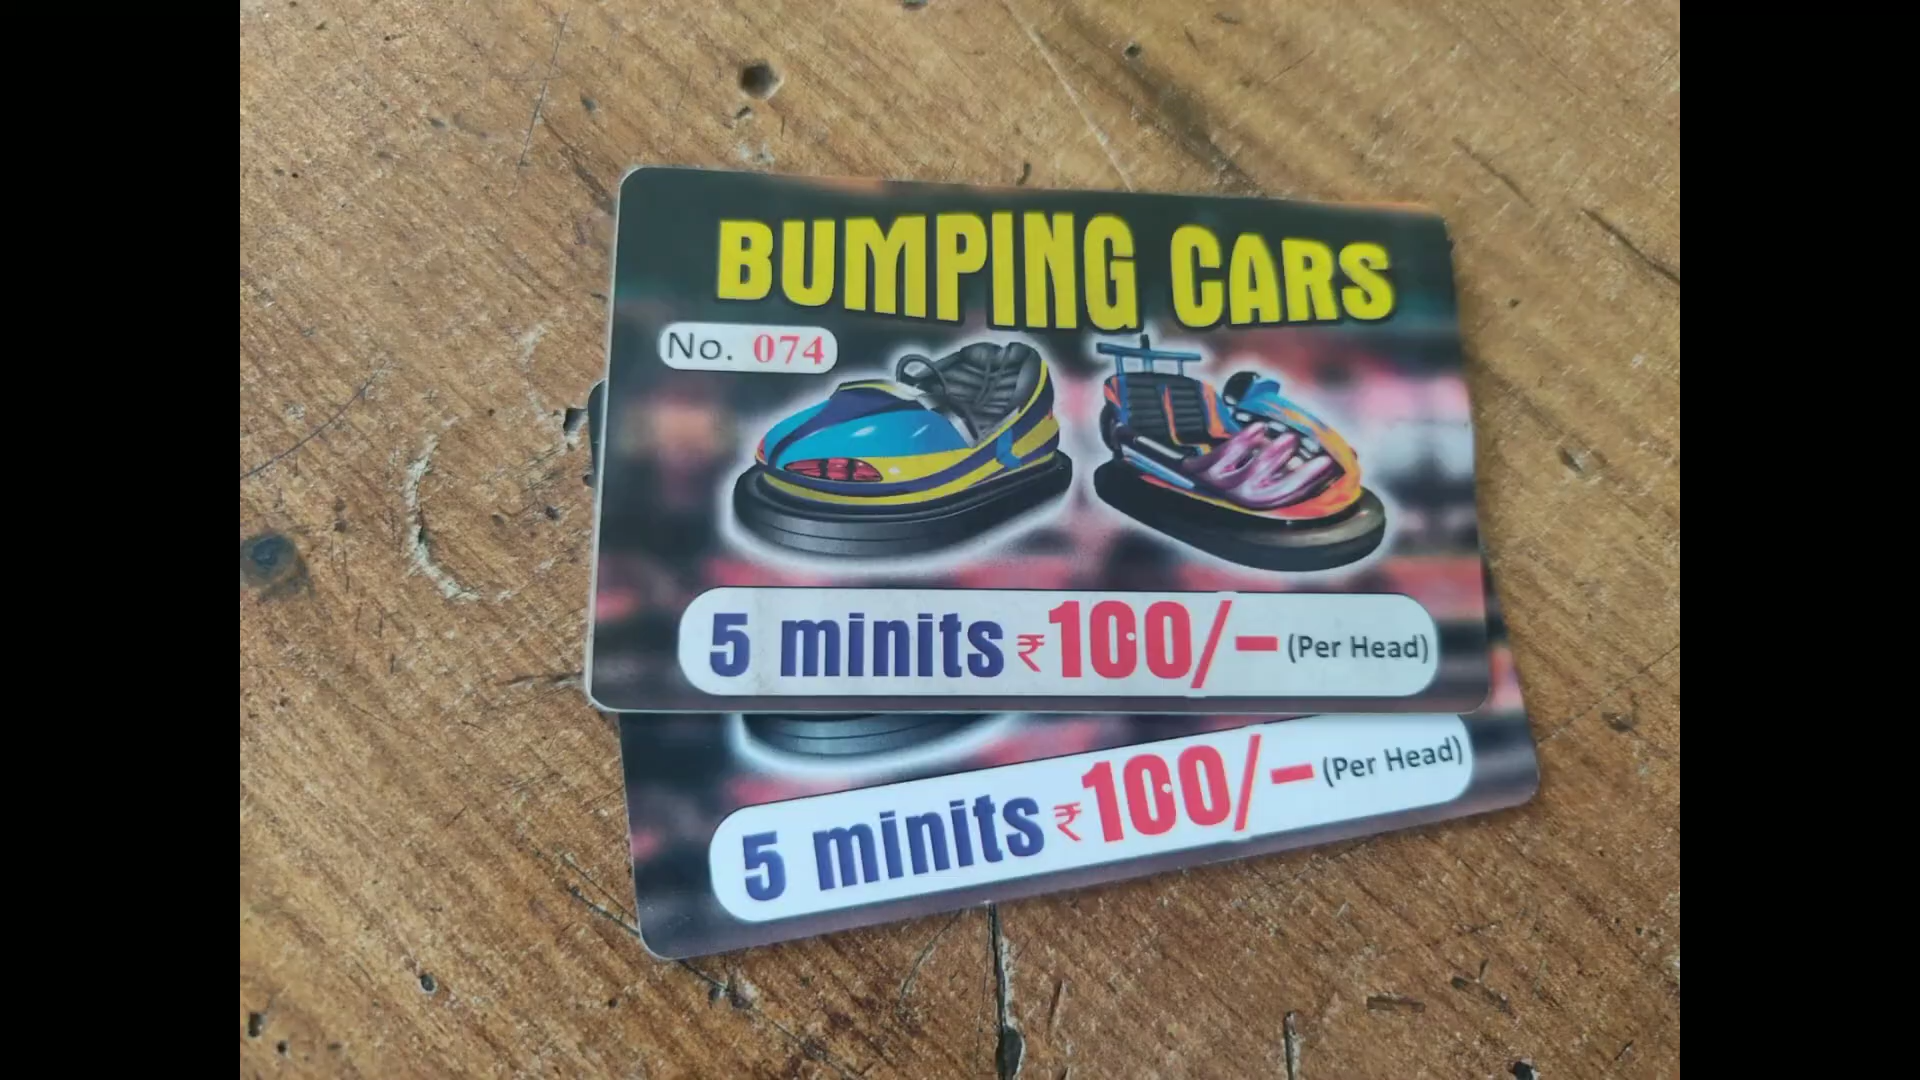 BUMPING CARS
No. 074
5 minits ₹100/- (Per Head)
5 minits ₹100/- (Per Head)